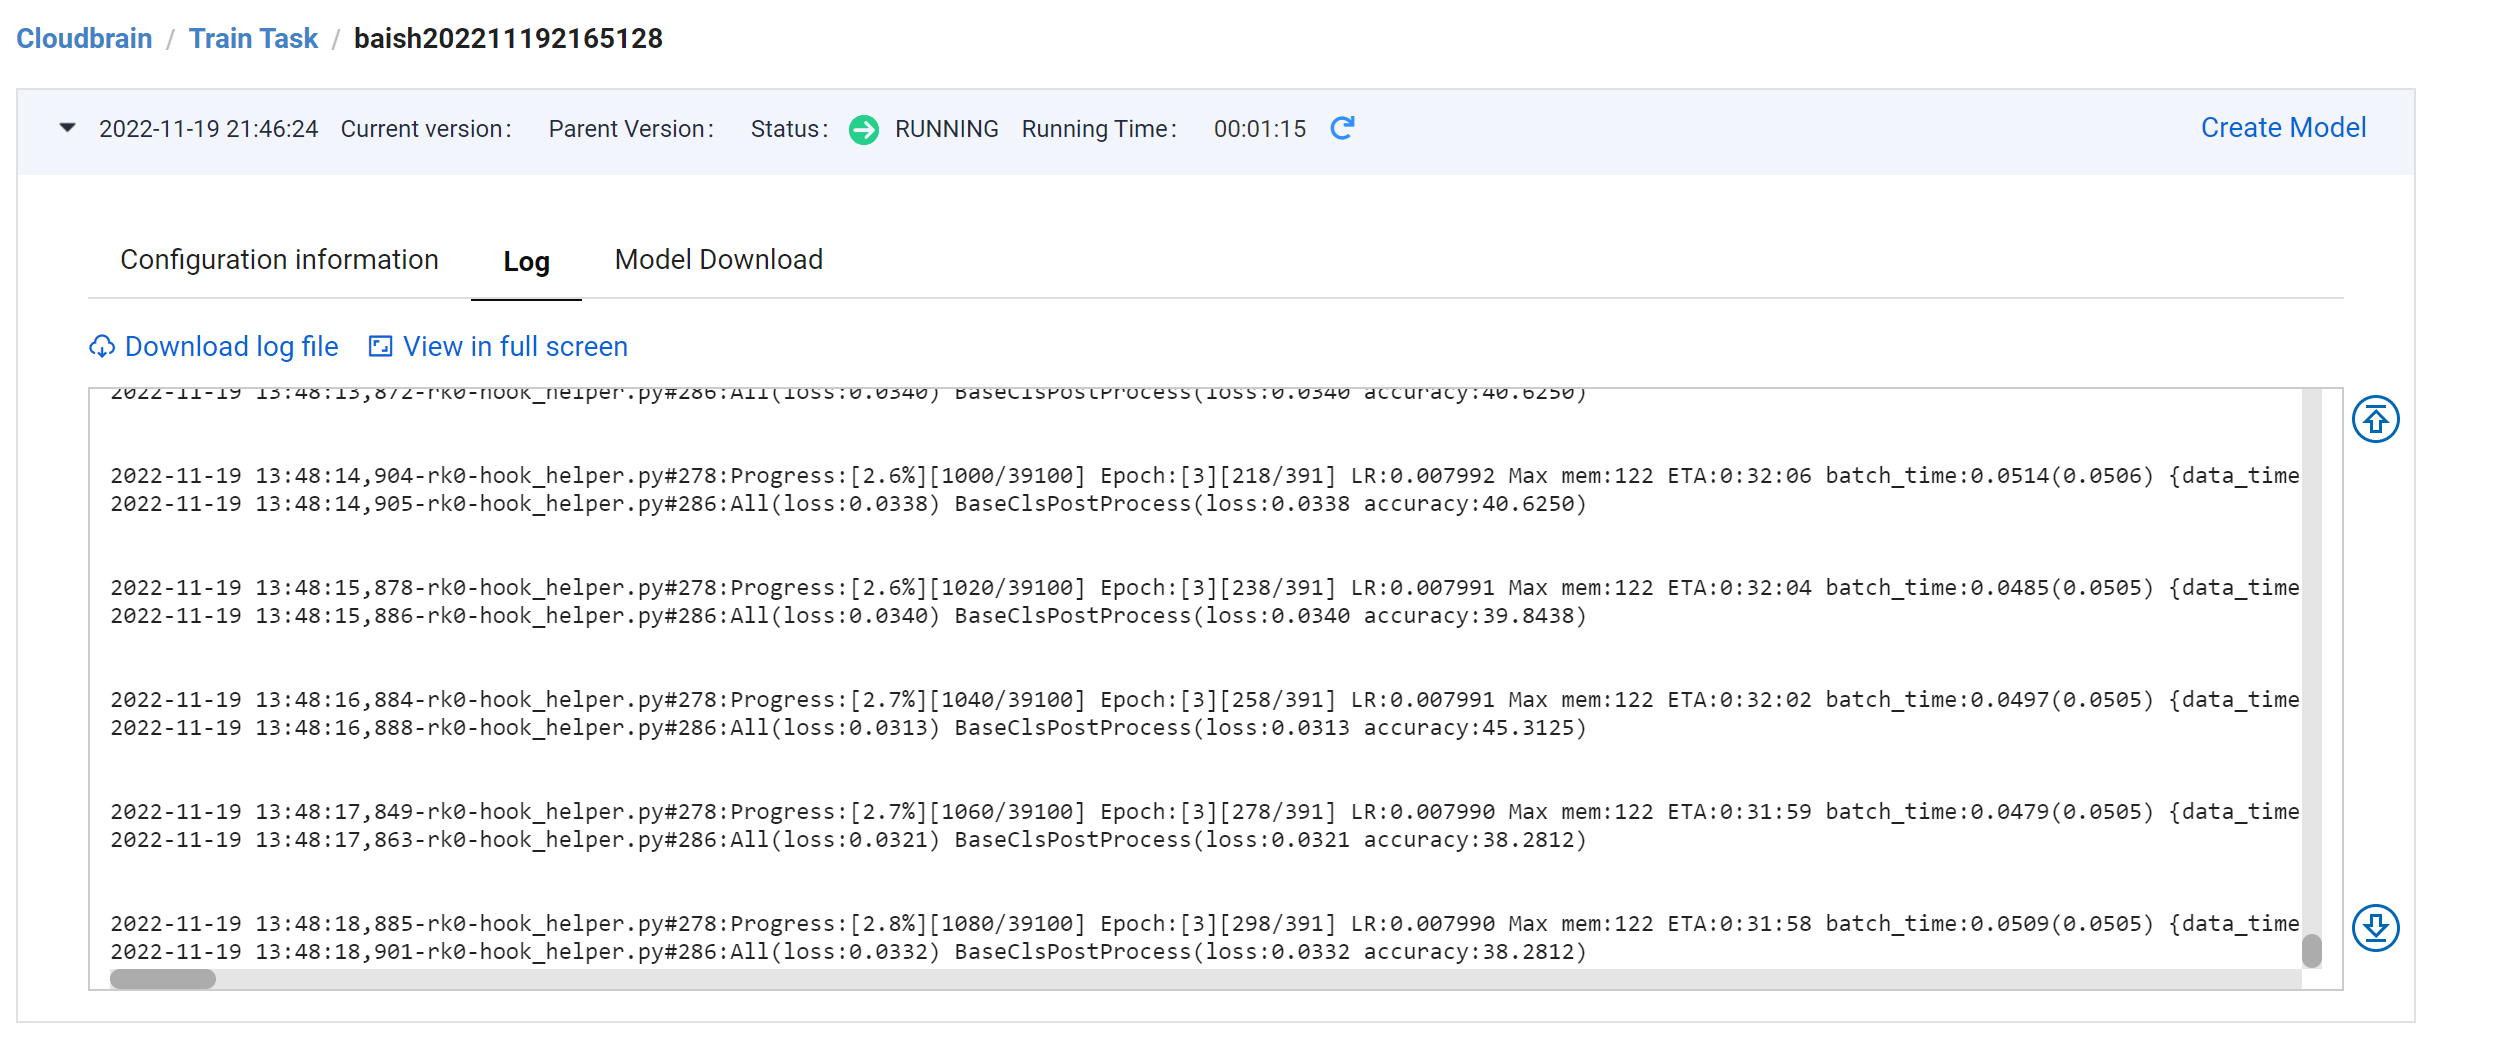 Cloudbrain / Train Task / baish202211192165128
2022-11-19 21:46:24 Current version: Parent Version: Status: RUNNING Running Time: 00:01:15 Create Model
Configuration information Log Model Download
Download log file View in full screen
2022-11-19 13:48:13,872-rk0-hook_helper.py#286:All(loss:0.0340) BaseClsPostProcess(loss:0.0340 accuracy:40.6250)
2022-11-19 13:48:14,904-rk0-hook_helper.py#278:Progress:[2.6%][1000/39100] Epoch:[3][218/391] LR:0.007992 Max mem:122 ETA:0:32:06 batch_time:0.0514(0.0506) {data_time
2022-11-19 13:48:14,905-rk0-hook_helper.py#286:All(loss:0.0338) BaseClsPostProcess(loss:0.0338 accuracy:40.6250)
2022-11-19 13:48:15,878-rk0-hook_helper.py#278:Progress:[2.6%][1020/39100] Epoch:[3][238/391] LR:0.007991 Max mem:122 ETA:0:32:04 batch_time:0.0485(0.0505) {data_time
2022-11-19 13:48:15,886-rk0-hook_helper.py#286:All(loss:0.0340) BaseClsPostProcess(loss:0.0340 accuracy:39.8438)
2022-11-19 13:48:16,884-rk0-hook_helper.py#278:Progress:[2.7%][1040/39100] Epoch:[3][258/391] LR:0.007991 Max mem:122 ETA:0:32:02 batch_time:0.0497(0.0505) {data_time
2022-11-19 13:48:16,888-rk0-hook_helper.py#286:All(loss:0.0313) BaseClsPostProcess(loss:0.0313 accuracy:45.3125)
2022-11-19 13:48:17,849-rk0-hook_helper.py#278:Progress:[2.7%][1060/39100] Epoch:[3][278/391] LR:0.007990 Max mem:122 ETA:0:31:59 batch_time:0.0479(0.0505) {data_time
2022-11-19 13:48:17,863-rk0-hook_helper.py#286:All(loss:0.0321) BaseClsPostProcess(loss:0.0321 accuracy:38.2812)
2022-11-19 13:48:18,885-rk0-hook_helper.py#278:Progress:[2.8%][1080/39100] Epoch:[3][298/391] LR:0.007990 Max mem:122 ETA:0:31:58 batch_time:0.0509(0.0505) {data_time
2022-11-19 13:48:18,901-rk0-hook_helper.py#286:All(loss:0.0332) BaseClsPostProcess(loss:0.0332 accuracy:38.2812)